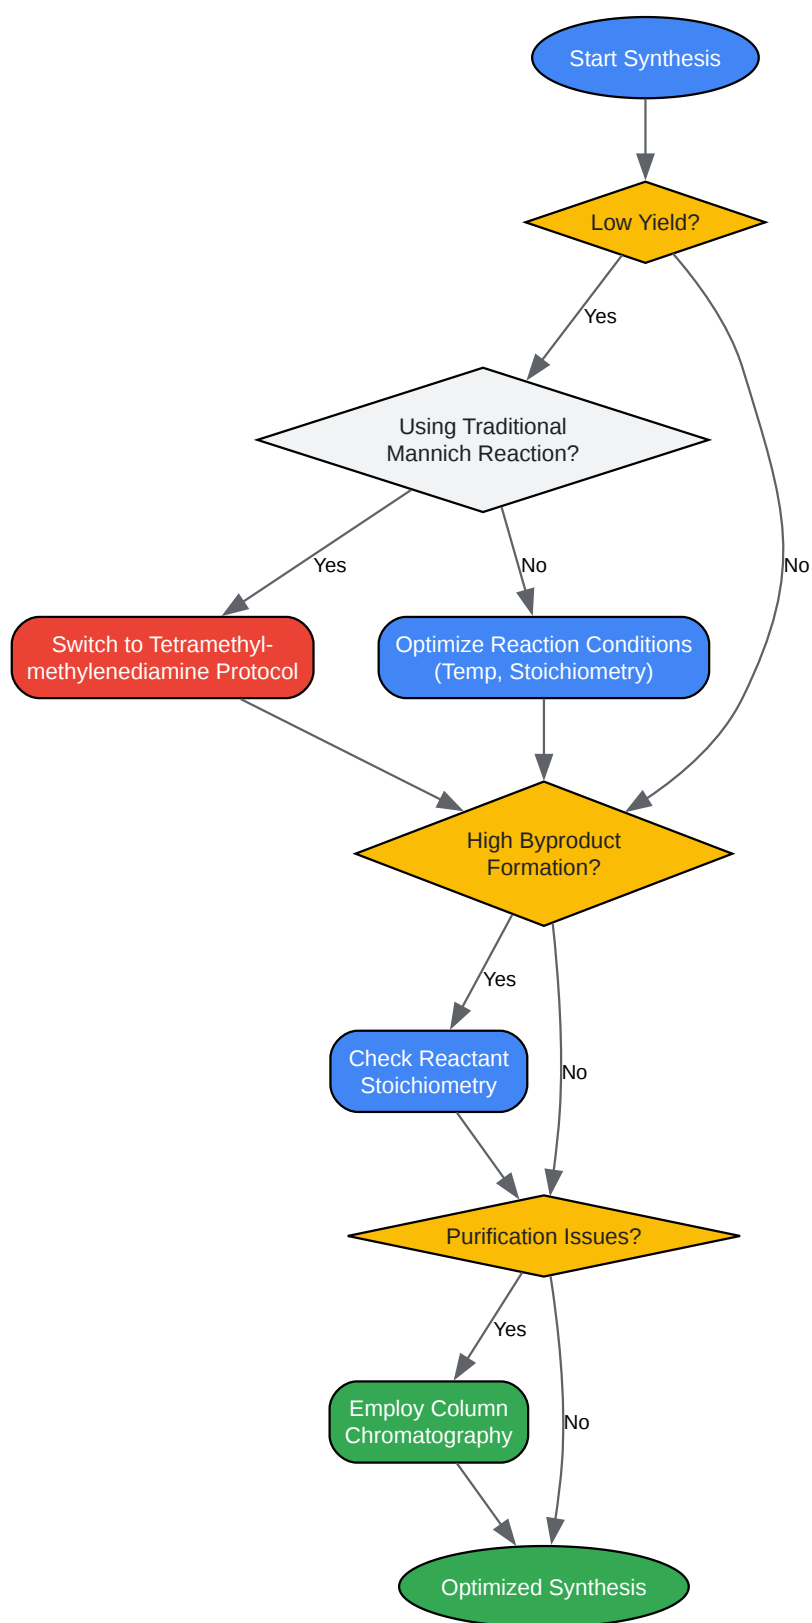 Start Synthesis
Low Yield?
Yes
Using Traditional
Mannich Reaction?
No
Yes
No
Switch to Tetramethyl-
methylenediamine Protocol
Optimize Reaction Conditions
(Temp, Stoichiometry)
High Byproduct
Formation?
Yes
Check Reactant
Stoichiometry
No
Purification Issues?
Yes
Employ Column
Chromatography
No
Optimized Synthesis